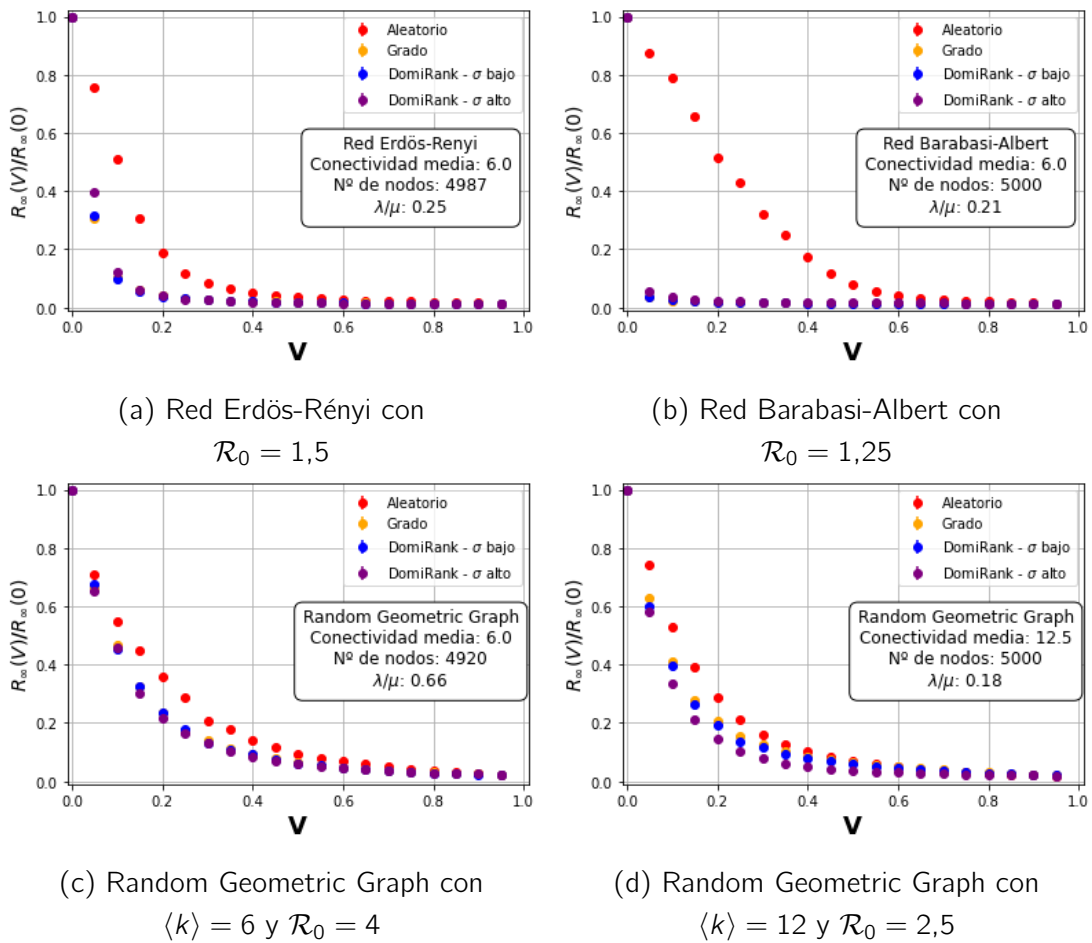 1.0
0.8
0.6
0.4
0.2
0.0
R∞(V)/R∞(0)
Aleatorio
Grado
DomiRank - σ bajo
DomiRank - σ alto
Red Erdös-Renyi
Conectividad media: 6.0
Nº de nodos: 4987
λ/μ: 0.25
0.0 0.2 0.4 0.6 0.8 1.0
V
(a) Red Erdös-Rényi con
R₀ = 1,5
1.0
0.8
0.6
0.4
0.2
0.0
R∞(V)/R∞(0)
Aleatorio
Grado
DomiRank - σ bajo
DomiRank - σ alto
Red Barabasi-Albert
Conectividad media: 6.0
Nº de nodos: 5000
λ/μ: 0.21
0.0 0.2 0.4 0.6 0.8 1.0
V
(b) Red Barabasi-Albert con
R₀ = 1,25
1.0
0.8
0.6
0.4
0.2
0.0
R∞(V)/R∞(0)
Aleatorio
Grado
DomiRank - σ bajo
DomiRank - σ alto
Random Geometric Graph
Conectividad media: 6.0
Nº de nodos: 4920
λ/μ: 0.66
0.0 0.2 0.4 0.6 0.8 1.0
V
(c) Random Geometric Graph con
⟨k⟩ = 6 y R₀ = 4
1.0
0.8
0.6
0.4
0.2
0.0
R∞(V)/R∞(0)
Aleatorio
Grado
DomiRank - σ bajo
DomiRank - σ alto
Random Geometric Graph
Conectividad media: 12.5
Nº de nodos: 5000
λ/μ: 0.18
0.0 0.2 0.4 0.6 0.8 1.0
V
(d) Random Geometric Graph con
⟨k⟩ = 12 y R₀ = 2,5